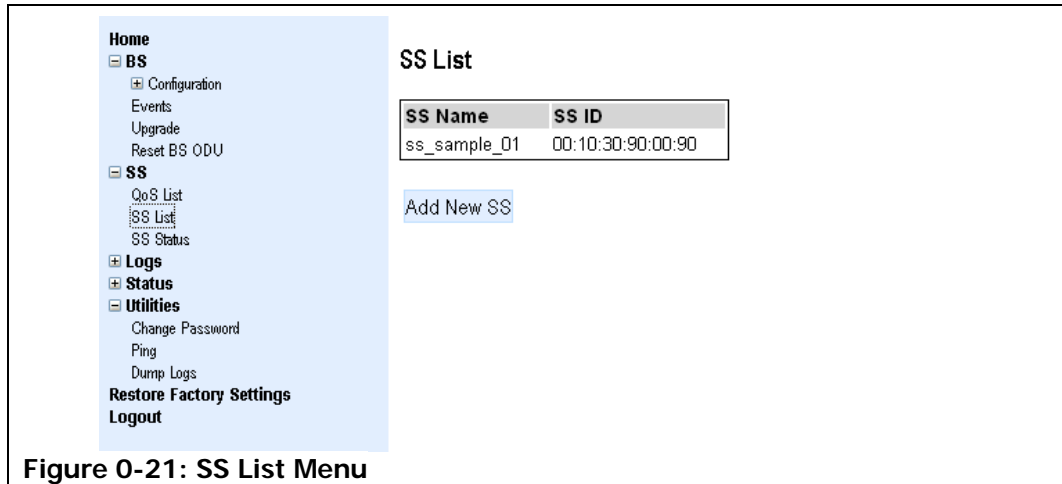 Home
BS
Configuration
Events
Upgrade
Reset BS ODU
SS
QoS List
SS List
SS Status
Logs
Status
Utilities
Change Password
Ping
Dump Logs
Restore Factory Settings
Logout
SS List
SS Name SS ID
ss_sample_01 00:10:30:90:00:90
Add New SS
Figure 0-21: SS List Menu